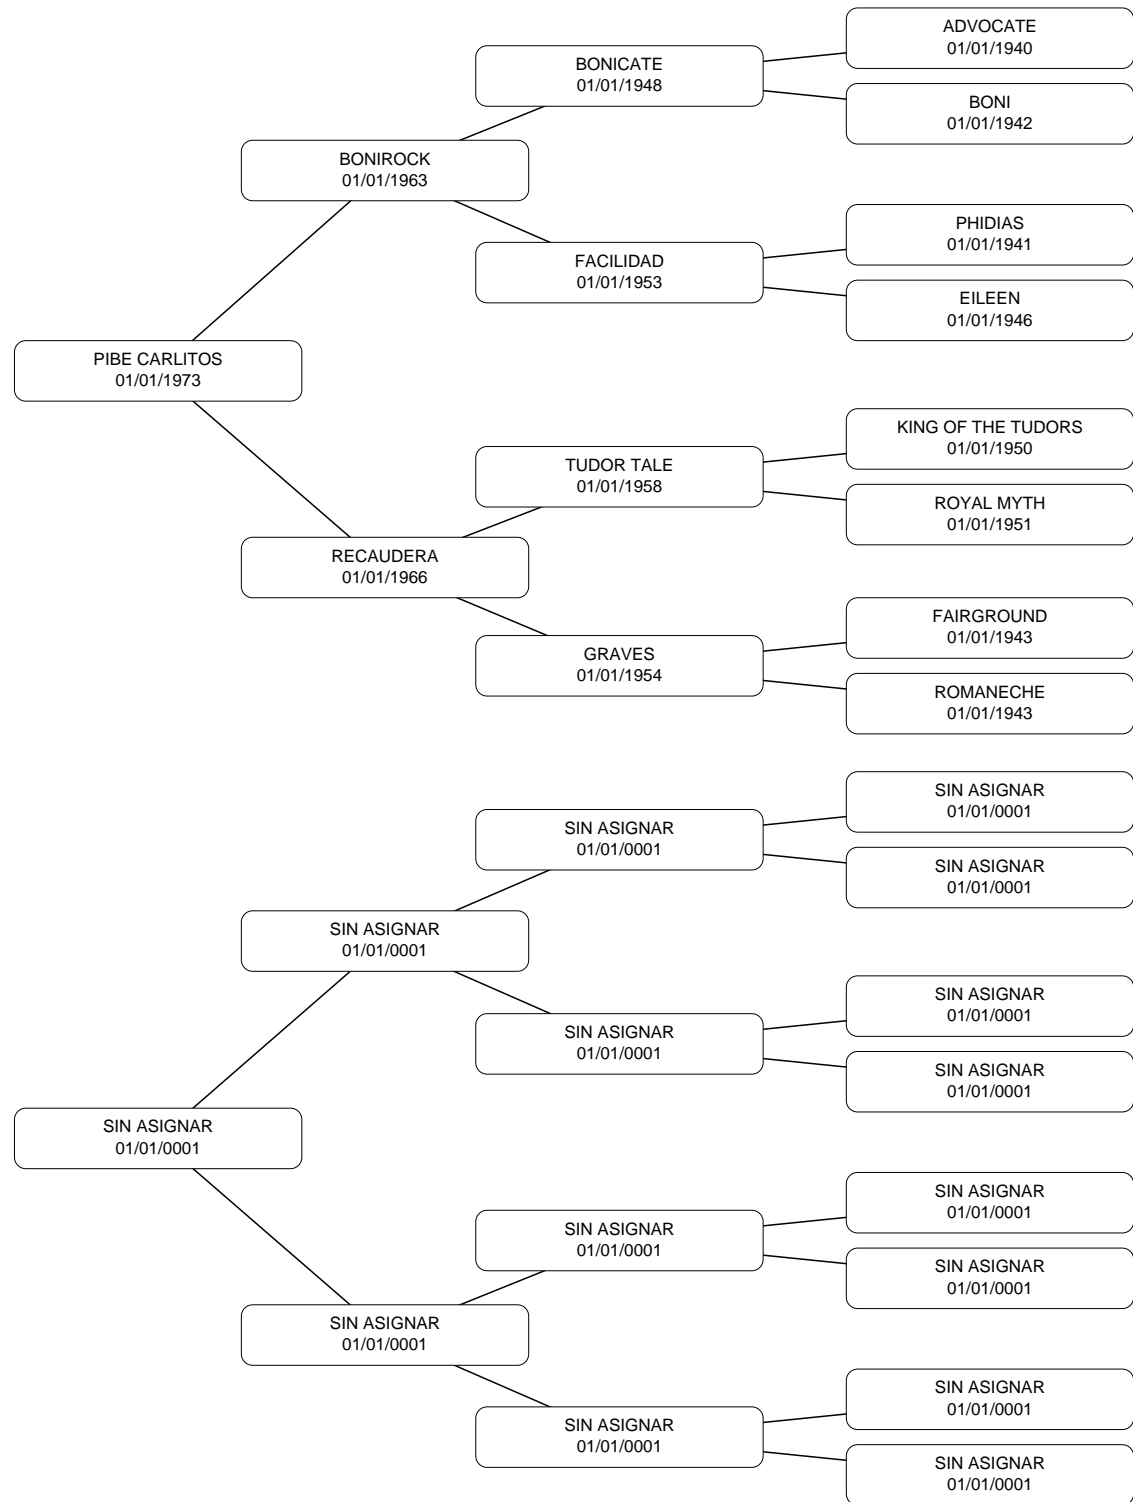 ADVOCATE
01/01/1940
BONICATE
01/01/1948
BONI
01/01/1942
BONIROCK
01/01/1963
PHIDIAS
01/01/1941
FACILIDAD
01/01/1953
EILEEN
01/01/1946
PIBE CARLITOS
01/01/1973
KING OF THE TUDORS
01/01/1950
TUDOR TALE
01/01/1958
ROYAL MYTH
01/01/1951
RECAUDERA
01/01/1966
FAIRGROUND
01/01/1943
GRAVES
01/01/1954
ROMANECHE
01/01/1943
SIN ASIGNAR
01/01/0001
SIN ASIGNAR
01/01/0001
SIN ASIGNAR
01/01/0001
SIN ASIGNAR
01/01/0001
SIN ASIGNAR
01/01/0001
SIN ASIGNAR
01/01/0001
SIN ASIGNAR
01/01/0001
SIN ASIGNAR
01/01/0001
SIN ASIGNAR
01/01/0001
SIN ASIGNAR
01/01/0001
SIN ASIGNAR
01/01/0001
SIN ASIGNAR
01/01/0001
SIN ASIGNAR
01/01/0001
SIN ASIGNAR
01/01/0001
SIN ASIGNAR
01/01/0001